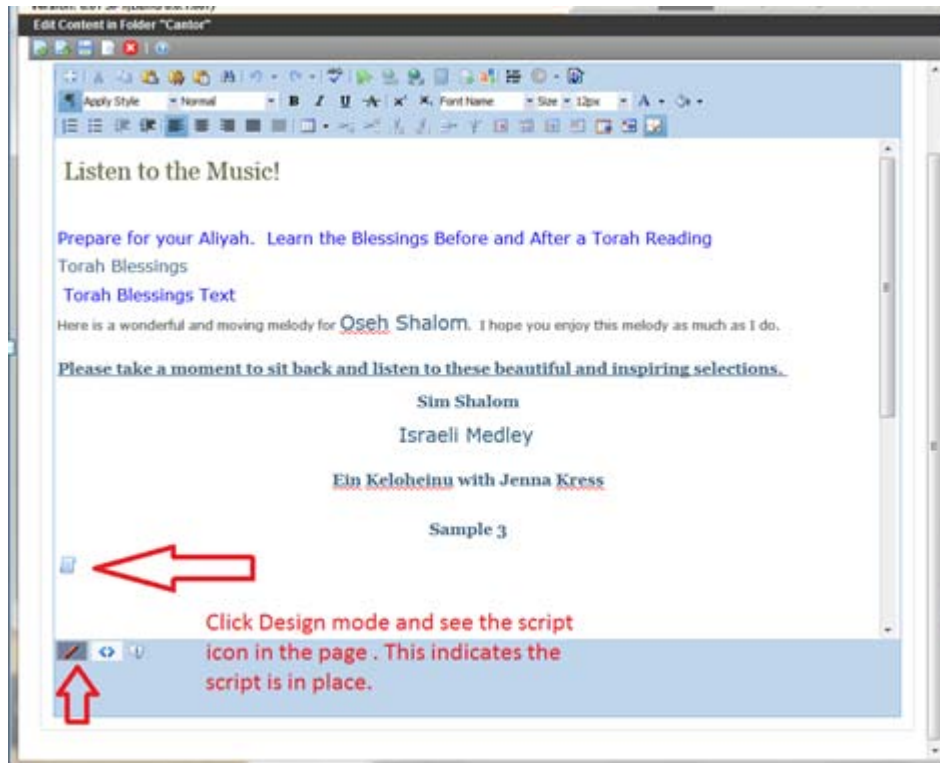 Edit Content in Folder "Cantor"
Apply Style Normal B I U A x² X₂ Font Name Size 12px A
Listen to the Music!
Prepare for your Aliyah. Learn the Blessings Before and After a Torah Reading
Torah Blessings
Torah Blessings Text
Here is a wonderful and moving melody for Oseh Shalom. I hope you enjoy this melody as much as I do.
Please take a moment to sit back and listen to these beautiful and inspiring selections.
Sim Shalom
Israeli Medley
Ein Keloheinu with Jenna Kress
Sample 3
Click Design mode and see the script
icon in the page . This indicates the
script is in place.